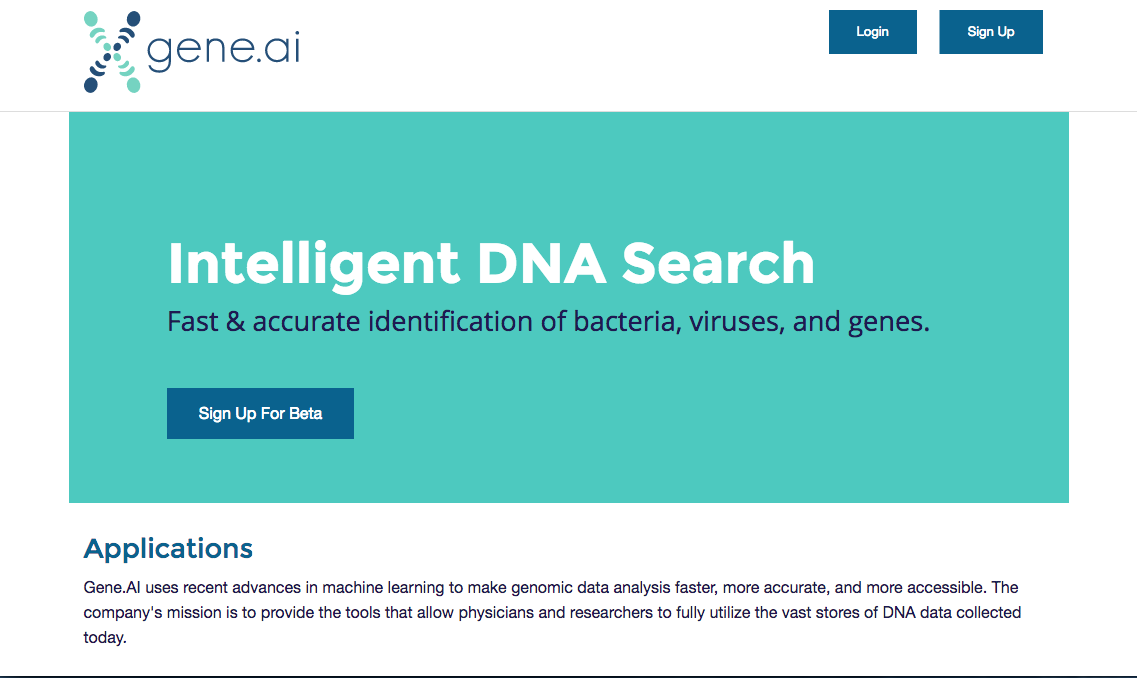 gene.ai
Login
Sign Up
Intelligent DNA Search
Fast & accurate identification of bacteria, viruses, and genes.
Sign Up For Beta
Applications
Gene.AI uses recent advances in machine learning to make genomic data analysis faster, more accurate, and more accessible. The
company's mission is to provide the tools that allow physicians and researchers to fully utilize the vast stores of DNA data collected
today.